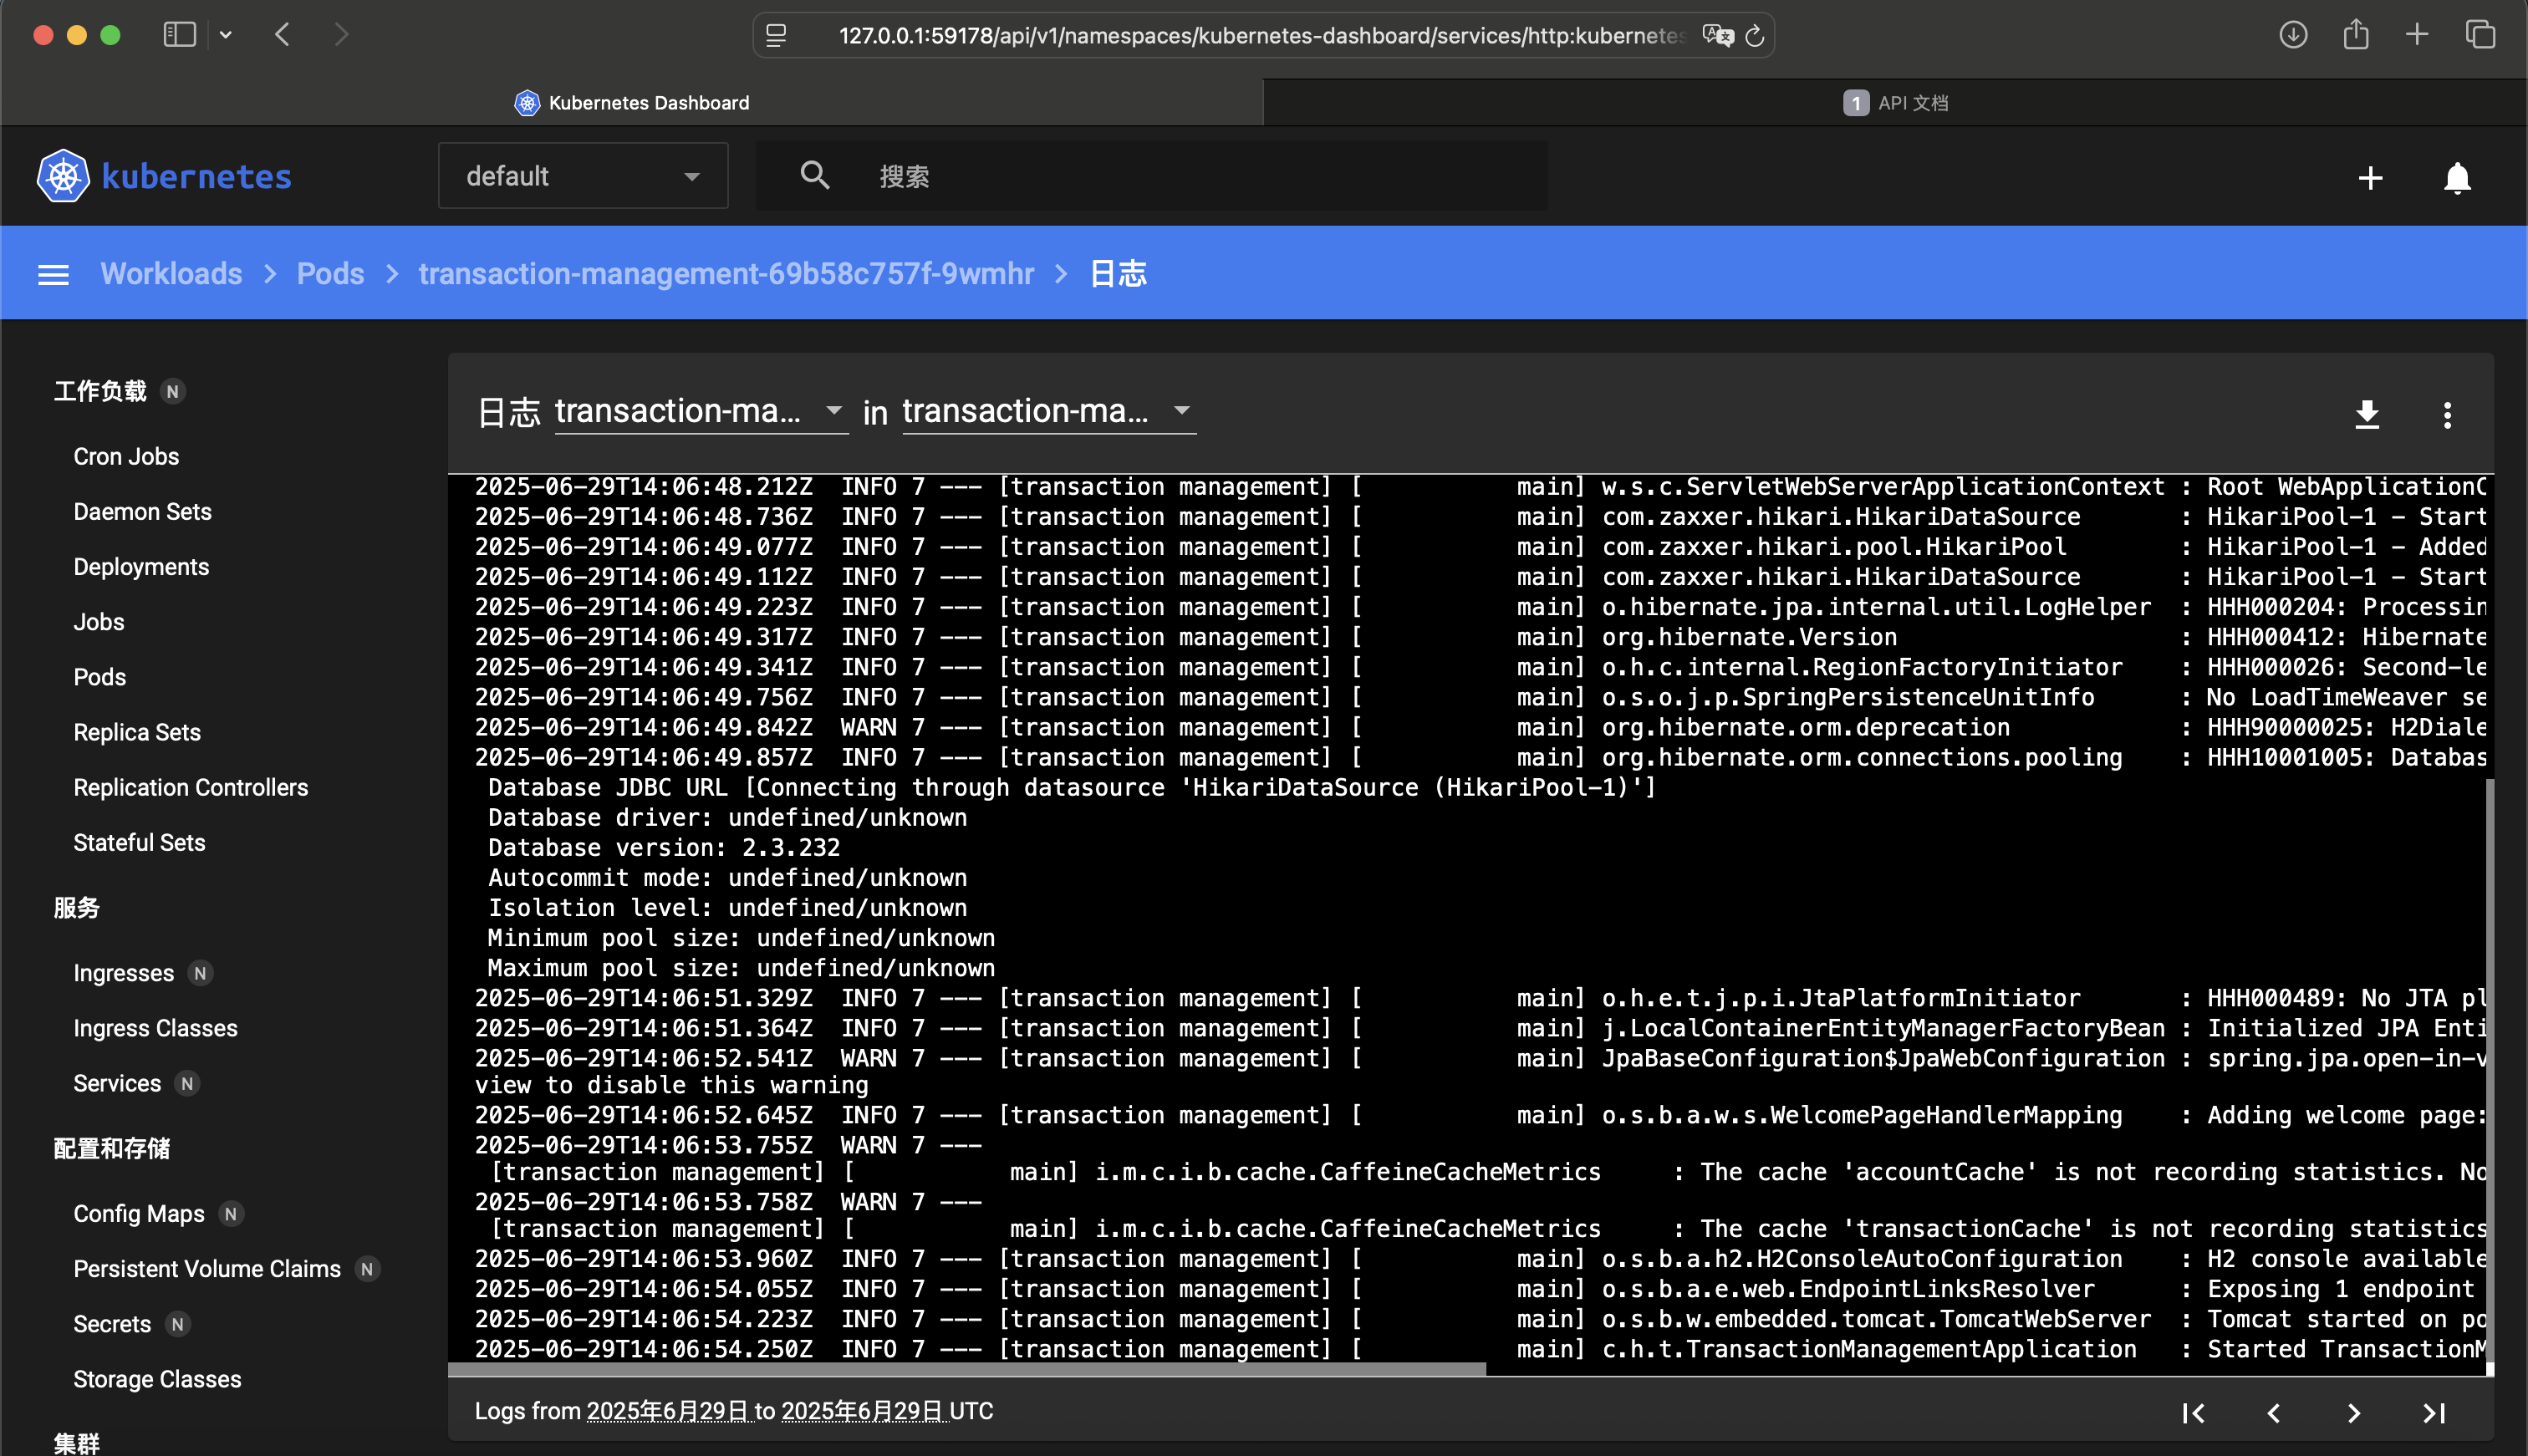 127.0.0.1:59178/api/v1/namespaces/kubernetes-dashboard/services/http:kubernetes
Kubernetes Dashboard
1 API 文档
kubernetes
default
搜索
Workloads > Pods > transaction-management-69b58c757f-9wmhr > 日志
工作负载 N
Cron Jobs
Daemon Sets
Deployments
Jobs
Pods
Replica Sets
Replication Controllers
Stateful Sets
服务
Ingresses N
Ingress Classes
Services N
配置和存储
Config Maps N
Persistent Volume Claims N
Secrets N
Storage Classes
集群
日志 transaction-ma... in transaction-ma...
2025-06-29T14:06:48.212Z  INFO 7 --- [transaction management] [           main] w.s.c.ServletWebServerApplicationContext : Root WebApplicationC
2025-06-29T14:06:48.736Z  INFO 7 --- [transaction management] [           main] com.zaxxer.hikari.HikariDataSource       : HikariPool-1 - Start
2025-06-29T14:06:49.077Z  INFO 7 --- [transaction management] [           main] com.zaxxer.hikari.pool.HikariPool        : HikariPool-1 - Added
2025-06-29T14:06:49.112Z  INFO 7 --- [transaction management] [           main] com.zaxxer.hikari.HikariDataSource       : HikariPool-1 - Start
2025-06-29T14:06:49.223Z  INFO 7 --- [transaction management] [           main] o.hibernate.jpa.internal.util.LogHelper  : HHH000204: Processin
2025-06-29T14:06:49.317Z  INFO 7 --- [transaction management] [           main] org.hibernate.Version                    : HHH000412: Hibernate
2025-06-29T14:06:49.341Z  INFO 7 --- [transaction management] [           main] o.h.c.internal.RegionFactoryInitiator    : HHH000026: Second-le
2025-06-29T14:06:49.756Z  INFO 7 --- [transaction management] [           main] o.s.o.j.p.SpringPersistenceUnitInfo      : No LoadTimeWeaver se
2025-06-29T14:06:49.842Z  WARN 7 --- [transaction management] [           main] org.hibernate.orm.deprecation            : HHH90000025: H2Diale
2025-06-29T14:06:49.857Z  INFO 7 --- [transaction management] [           main] org.hibernate.orm.connections.pooling    : HHH10001005: Databas
Database JDBC URL [Connecting through datasource 'HikariDataSource (HikariPool-1)']
Database driver: undefined/unknown
Database version: 2.3.232
Autocommit mode: undefined/unknown
Isolation level: undefined/unknown
Minimum pool size: undefined/unknown
Maximum pool size: undefined/unknown
2025-06-29T14:06:51.329Z  INFO 7 --- [transaction management] [           main] o.h.e.t.j.p.i.JtaPlatformInitiator       : HHH000489: No JTA pl
2025-06-29T14:06:51.364Z  INFO 7 --- [transaction management] [           main] j.LocalContainerEntityManagerFactoryBean : Initialized JPA Enti
2025-06-29T14:06:52.541Z  WARN 7 --- [transaction management] [           main] JpaBaseConfiguration$JpaWebConfiguration : spring.jpa.open-in-v
view to disable this warning
2025-06-29T14:06:52.645Z  INFO 7 --- [transaction management] [           main] o.s.b.a.w.s.WelcomePageHandlerMapping    : Adding welcome page:
2025-06-29T14:06:53.755Z  WARN 7 ---
[transaction management] [           main] i.m.c.i.b.cache.CaffeineCacheMetrics     : The cache 'accountCache' is not recording statistics. No
2025-06-29T14:06:53.758Z  WARN 7 ---
[transaction management] [           main] i.m.c.i.b.cache.CaffeineCacheMetrics     : The cache 'transactionCache' is not recording statistics
2025-06-29T14:06:53.960Z  INFO 7 --- [transaction management] [           main] o.s.b.a.h2.H2ConsoleAutoConfiguration    : H2 console available
2025-06-29T14:06:54.055Z  INFO 7 --- [transaction management] [           main] o.s.b.a.e.web.EndpointLinksResolver      : Exposing 1 endpoint
2025-06-29T14:06:54.223Z  INFO 7 --- [transaction management] [           main] o.s.b.w.embedded.tomcat.TomcatWebServer  : Tomcat started on po
2025-06-29T14:06:54.250Z  INFO 7 --- [transaction management] [           main] c.h.t.TransactionManagementApplication   : Started TransactionM
Logs from 2025年6月29日 to 2025年6月29日 UTC